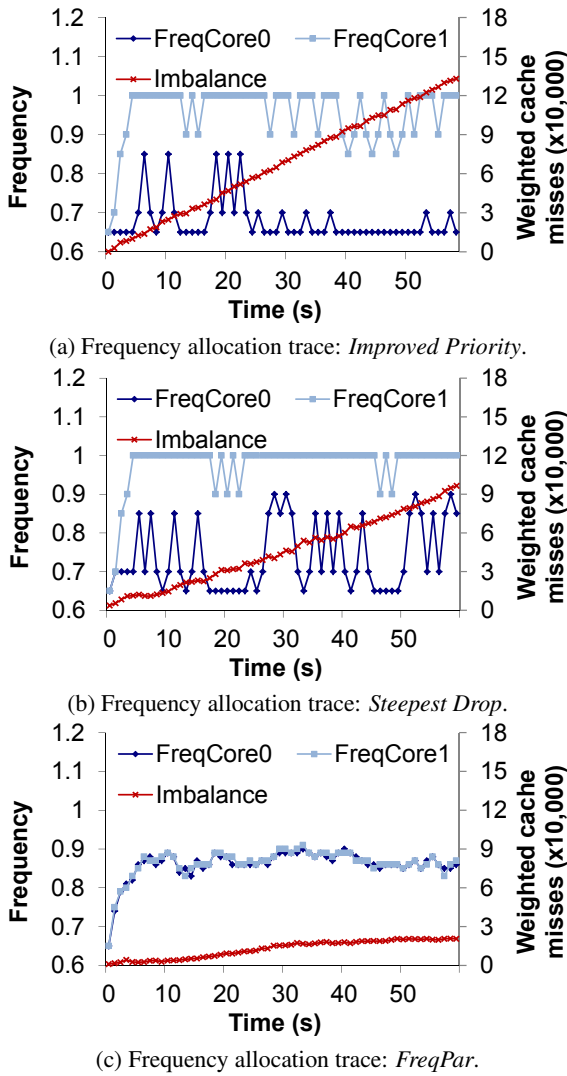 1.2
1.1
1
0.9
0.8
0.7
0.6
Frequency
FreqCore0
FreqCore1
Imbalance
18
15
12
9
6
3
0
Weighted cache
misses (x10,000)
0 10 20 30 40 50
Time (s)
(a) Frequency allocation trace: Improved Priority.
1.2
1.1
1
0.9
0.8
0.7
0.6
Frequency
FreqCore0
FreqCore1
Imbalance
18
15
12
9
6
3
0
Weighted cache
misses (x10,000)
0 10 20 30 40 50
Time (s)
(b) Frequency allocation trace: Steepest Drop.
1.2
1.1
1
0.9
0.8
0.7
0.6
Frequency
FreqCore0
FreqCore1
Imbalance
18
15
12
9
6
3
0
Weighted cache
misses (x10,000)
0 10 20 30 40 50
Time (s)
(c) Frequency allocation trace: FreqPar.